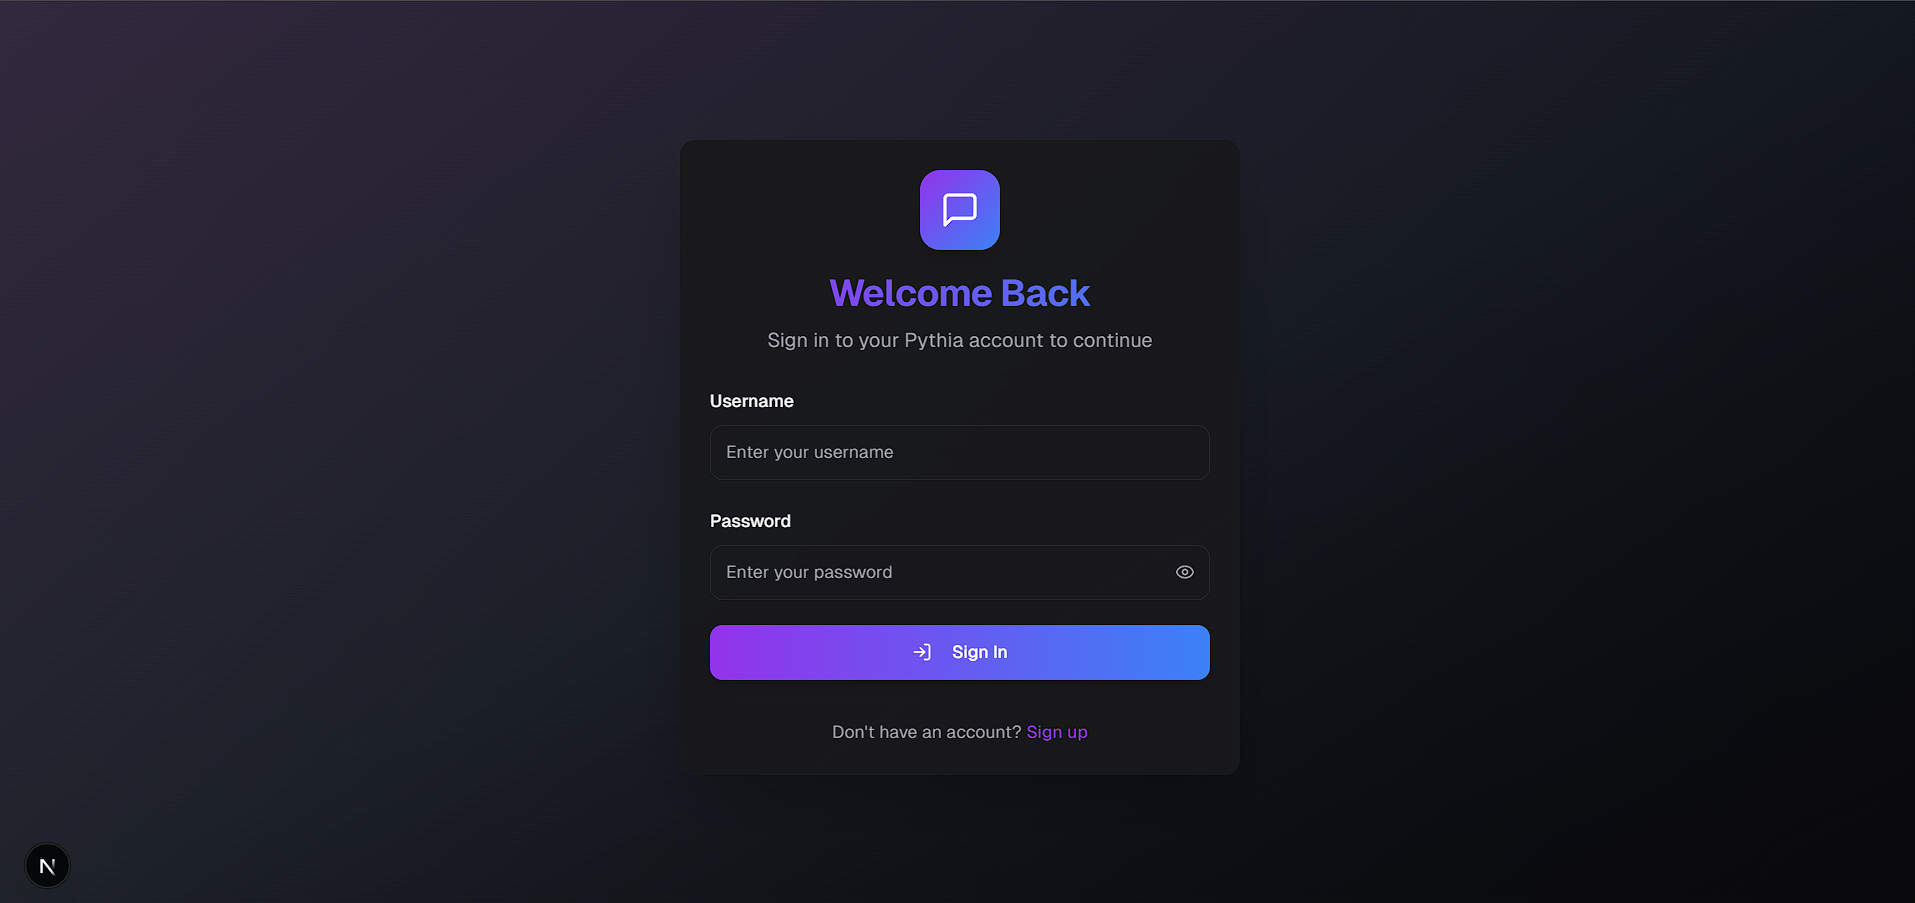 Welcome Back
Sign in to your Pythia account to continue
Username
Enter your username
Password
Enter your password
Sign In
Don't have an account? Sign up
N